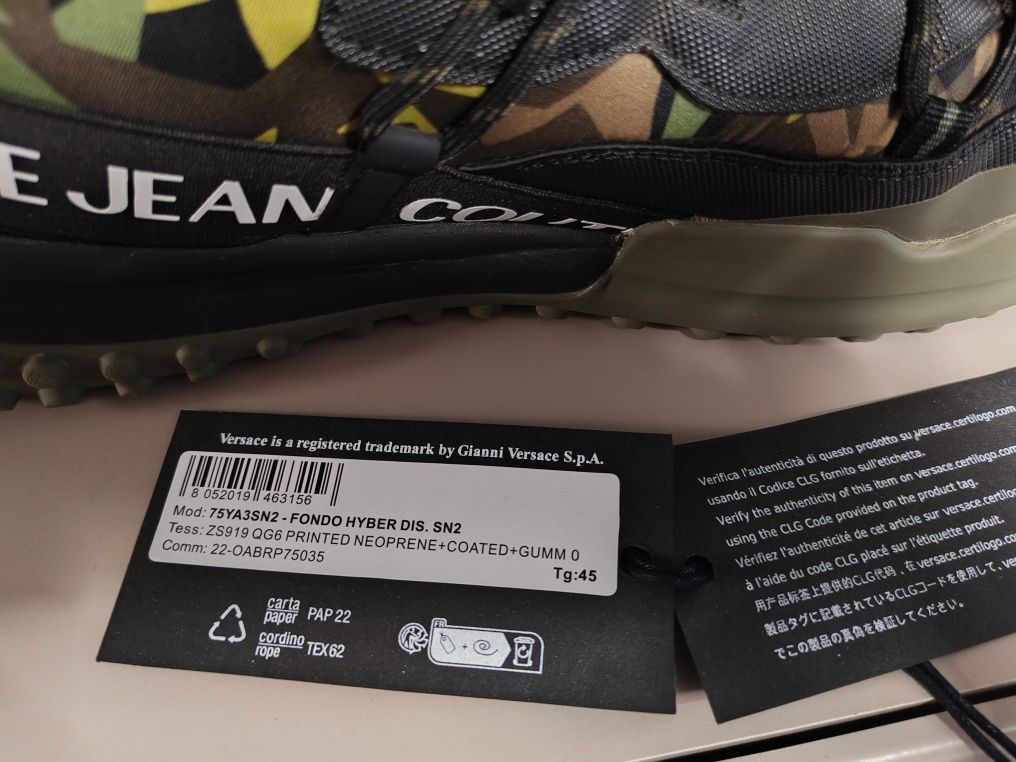 E JEAN COUT
Versace is a registered trademark by Gianni Versace S.p.A.
8 052019 463156
Mod: 75YA3SN2 - FONDO HYBER DIS. SN2
Tess: ZS919 QG6 PRINTED NEOPRENE+COATED+GUMM 0
Comm: 22-OABRP75035
Tg:45
carta
paper PAP 22
cordino
rope TEX 62
FR
Verifica l'autenticità di questo prodotto su versace.certilogo.com
usando il Codice CLG fornito sull'etichetta.
Verify the authenticity of this item on versace.certilogo.com
using the CLG Code provided on the product tag.
Vérifiez l'authenticité de cet article sur versace.certilogo
à l'aide du code CLG placé sur l'étiquette produit.
用产品标签上提供的CLG代码，在 versace.certilogo.co
製品タグに記載されているCLGコードを使用して、ve
でこの製品の真偽を検証してください。